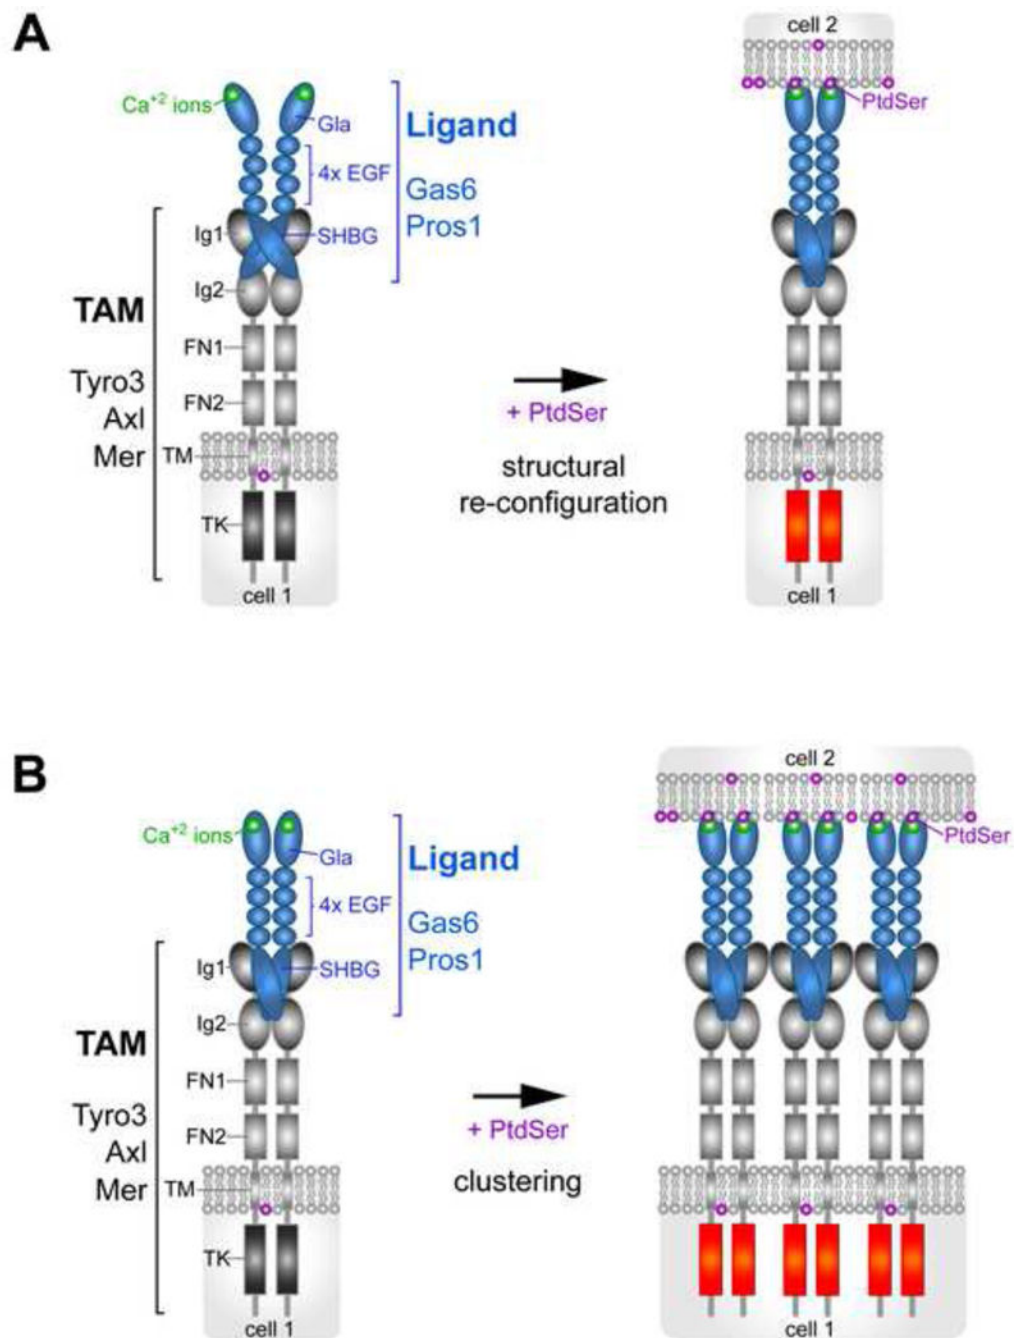 A
cell 2
Ca+2 ions
PtdSer
Gla
Ligand
4x EGF
Gas6
Pros1
Ig1
SHBG
Ig2
TAM
FN1
Tyro3
Axl
Mer
FN2
+ PtdSer
TM
structural
re-configuration
TK
cell 1
cell 1
B
cell 2
Ca+2 ions
PtdSer
Gla
Ligand
4x EGF
Gas6
Pros1
Ig1
SHBG
Ig2
TAM
FN1
Tyro3
Axl
Mer
FN2
+ PtdSer
TM
clustering
TK
cell 1
cell 1